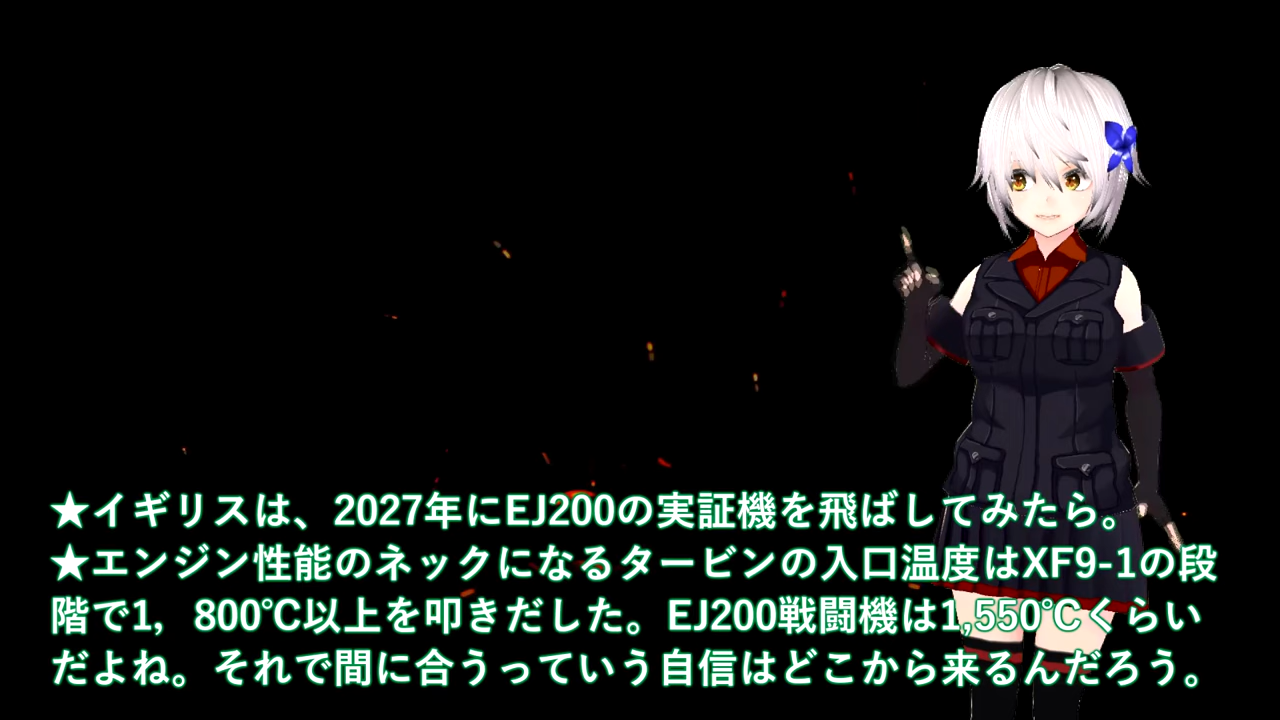 ★イギリスは、2027年にEJ200の実証機を飛ばしてみたら。
★エンジン性能のネックになるタービンの入口温度はXF9-1の段
階で1，800℃以上を叩きだした。EJ200戦闘機は1,550℃くらい
だよね。それで間に合うっていう自信はどこから来るんだろう。